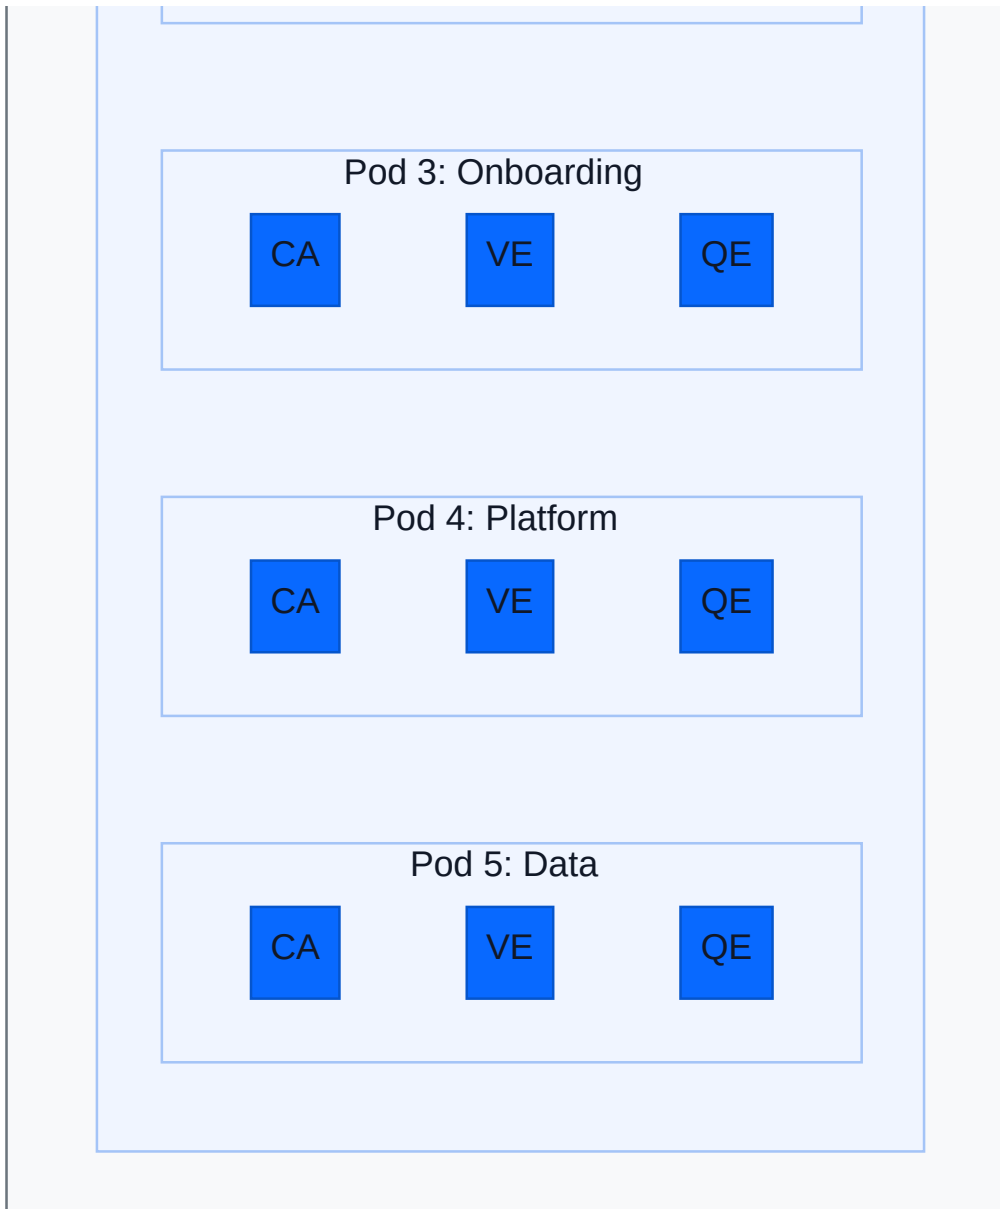 Pod 3: Onboarding
CA VE QE
Pod 4: Platform
CA VE QE
Pod 5: Data
CA VE QE